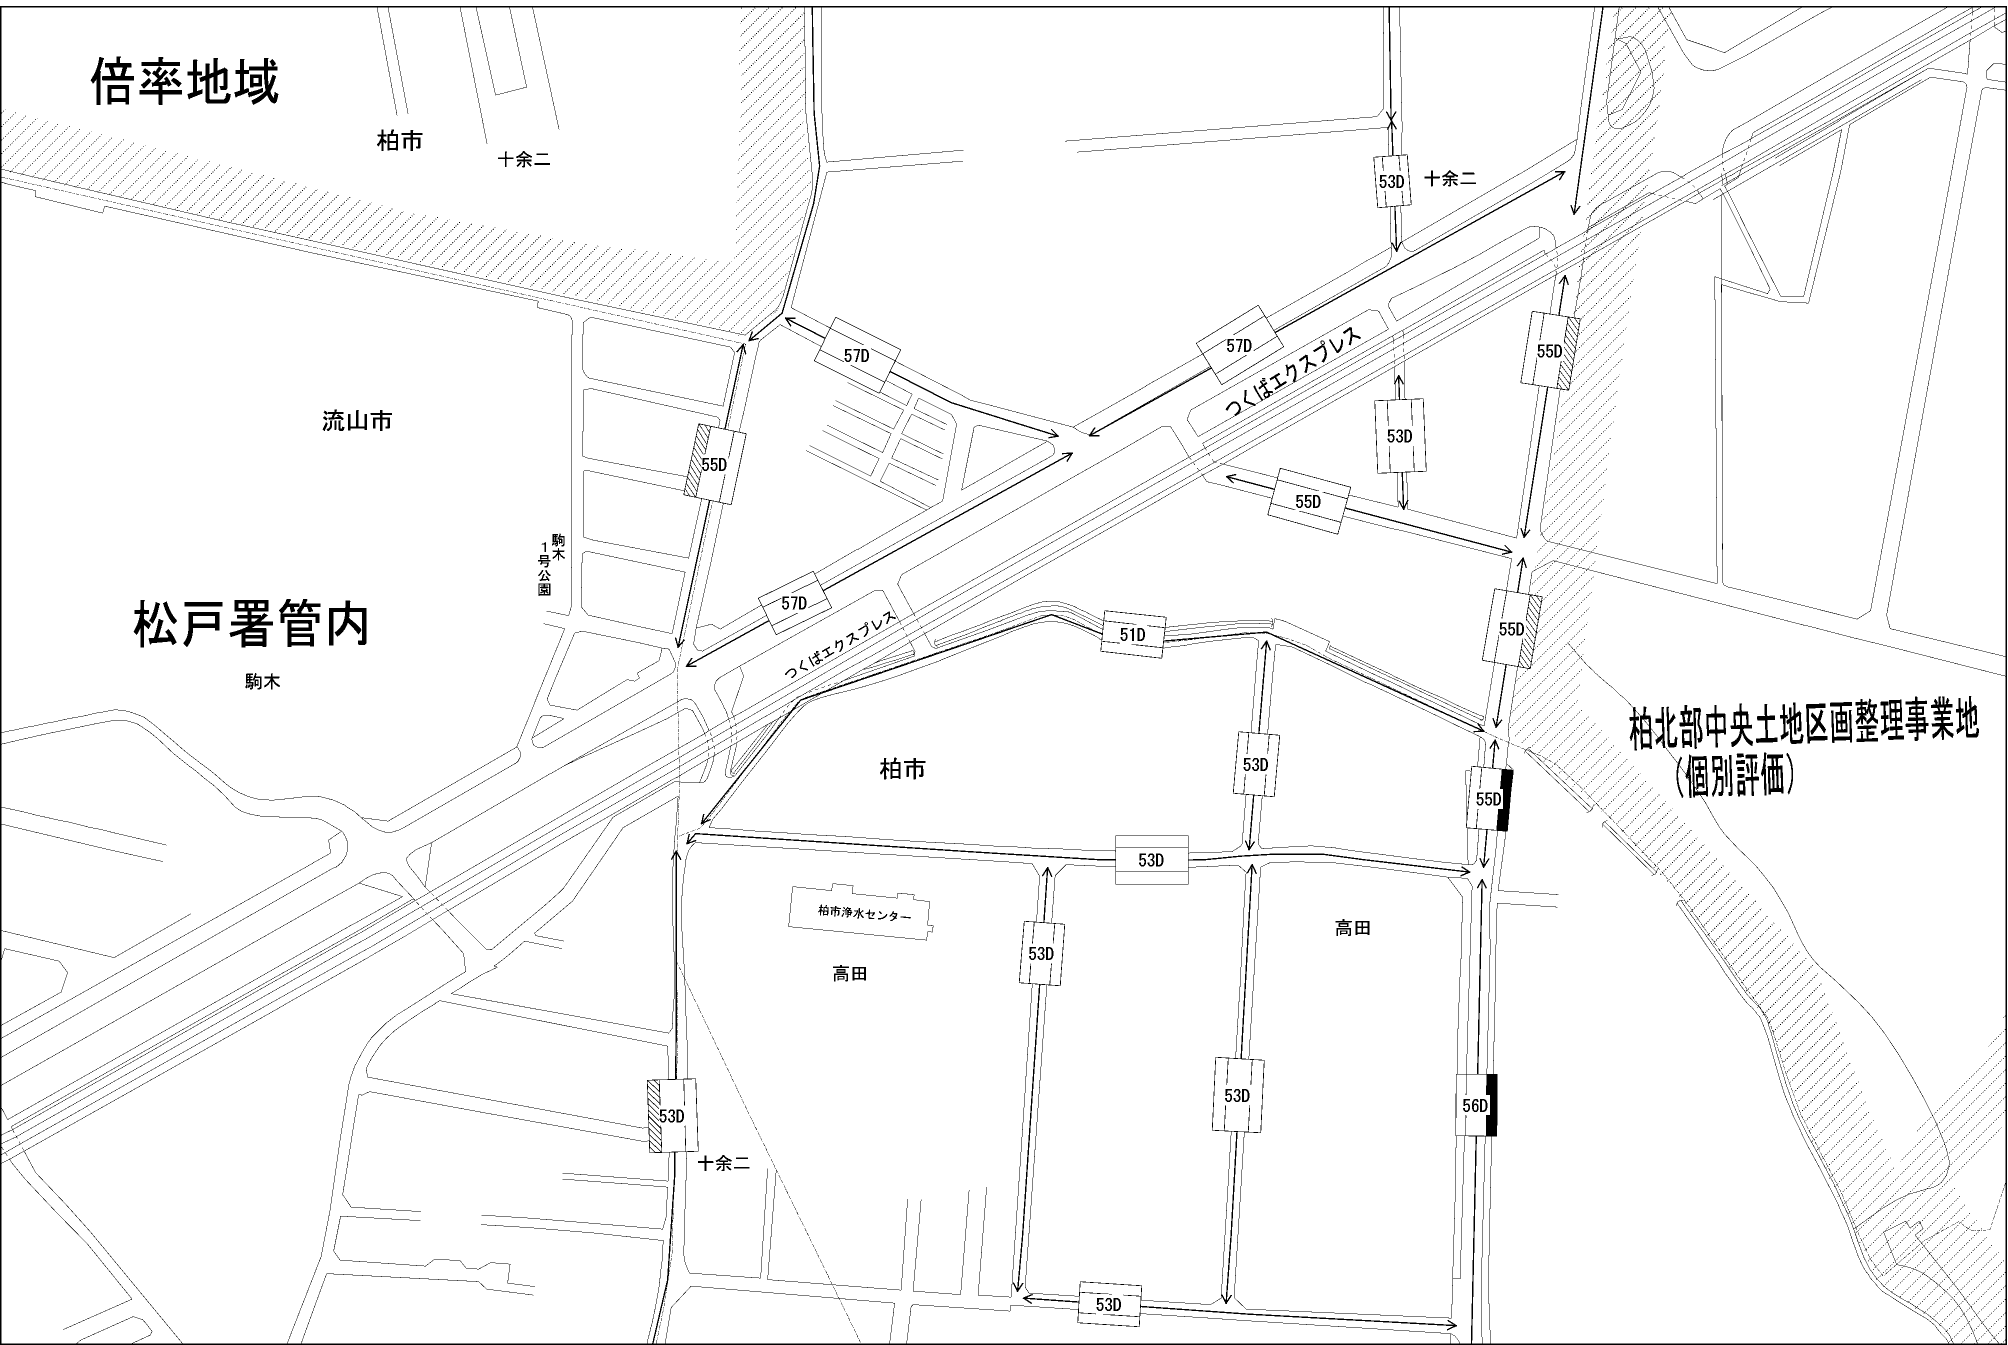 倍率地域
柏市
十余二
53D
十余二
57D
57D
つくばエクスプレス
55D
流山市
55D
53D
55D
駒木
1号公園
57D
松戸署管内
駒木
つくばエクスプレス
51D
55D
柏北部中央土地区画整理事業地
(個別評価)
柏市
53D
55D
53D
柏市浄水センター
高田
高田
53D
53D
56D
53D
十余二
53D